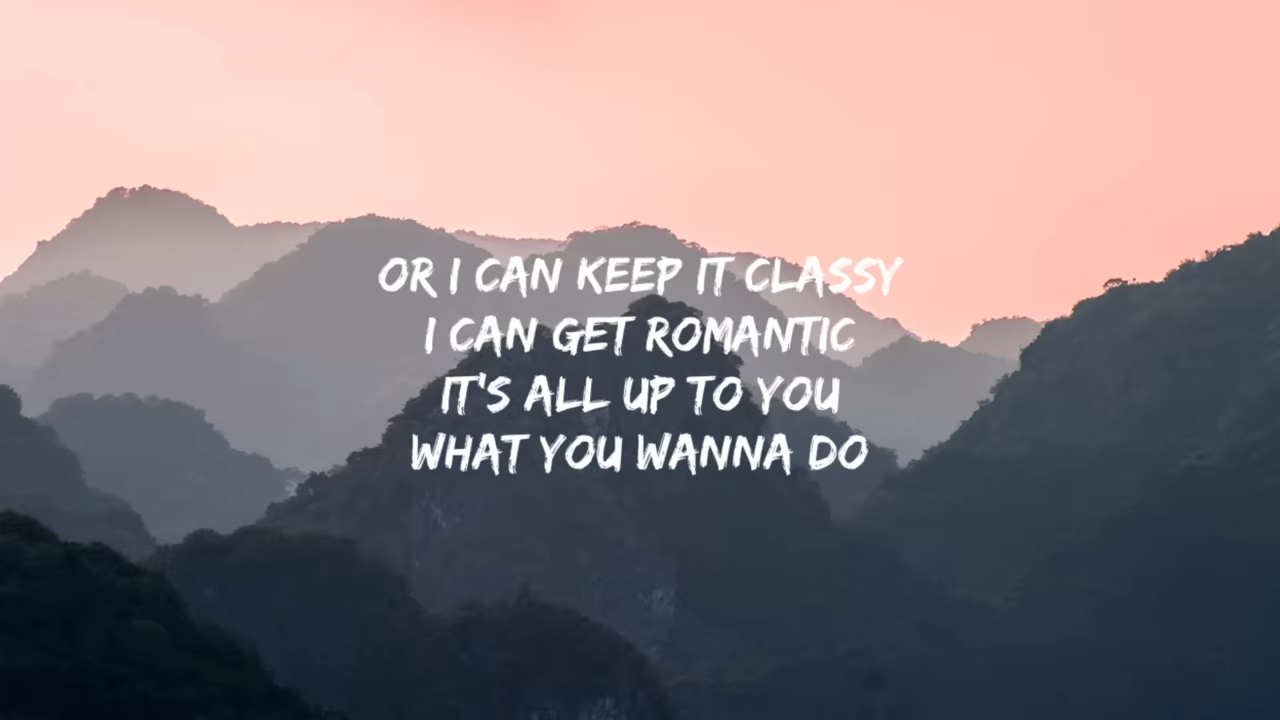 OR I CAN KEEP IT CLASSY
I CAN GET ROMANTIC
IT'S ALL UP TO YOU
WHAT YOU WANNA DO